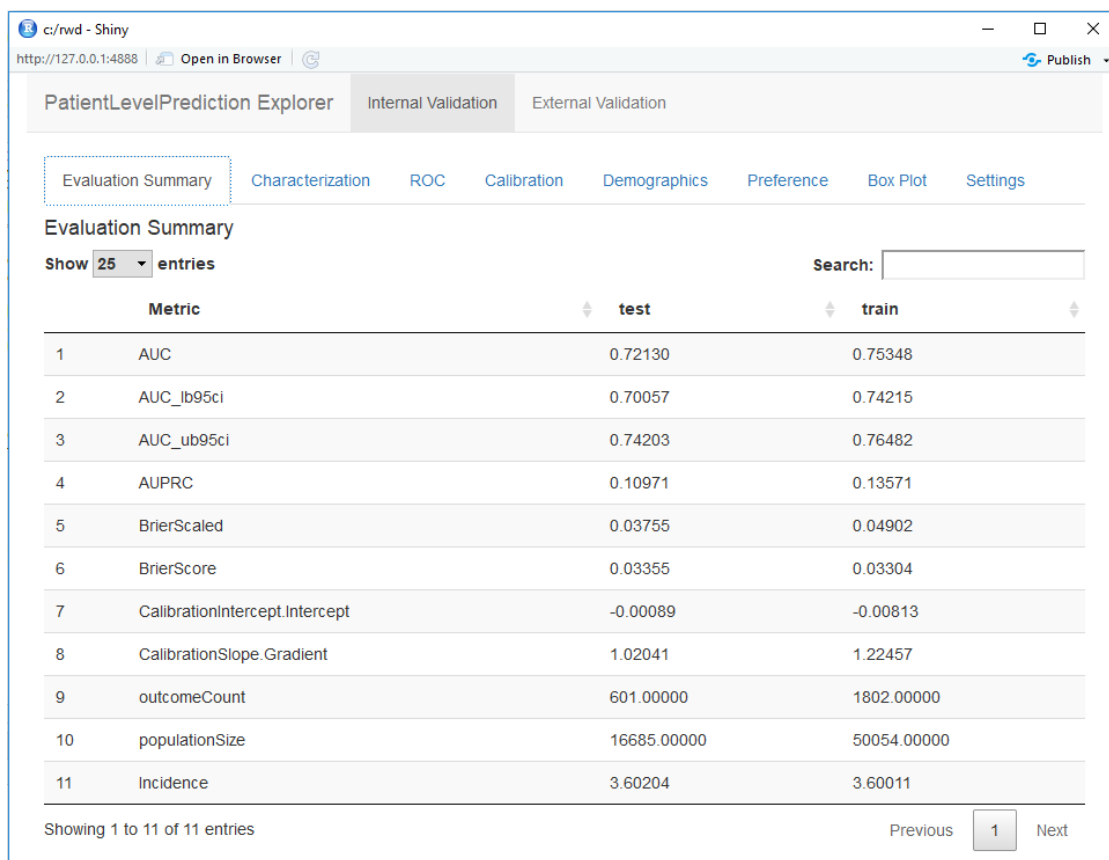 c:/rwd - Shiny
http://127.0.0.1:4888 Open in Browser Publish
PatientLevelPrediction Explorer Internal Validation External Validation
Evaluation Summary Characterization ROC Calibration Demographics Preference Box Plot Settings
Evaluation Summary
Show 25 entries Search:
Metric test train
1 AUC 0.72130 0.75348
2 AUC_lb95ci 0.70057 0.74215
3 AUC_ub95ci 0.74203 0.76482
4 AUPRC 0.10971 0.13571
5 BrierScaled 0.03755 0.04902
6 BrierScore 0.03355 0.03304
7 CalibrationIntercept.Intercept -0.00089 -0.00813
8 CalibrationSlope.Gradient 1.02041 1.22457
9 outcomeCount 601.00000 1802.00000
10 populationSize 16685.00000 50054.00000
11 Incidence 3.60204 3.60011
Showing 1 to 11 of 11 entries Previous 1 Next